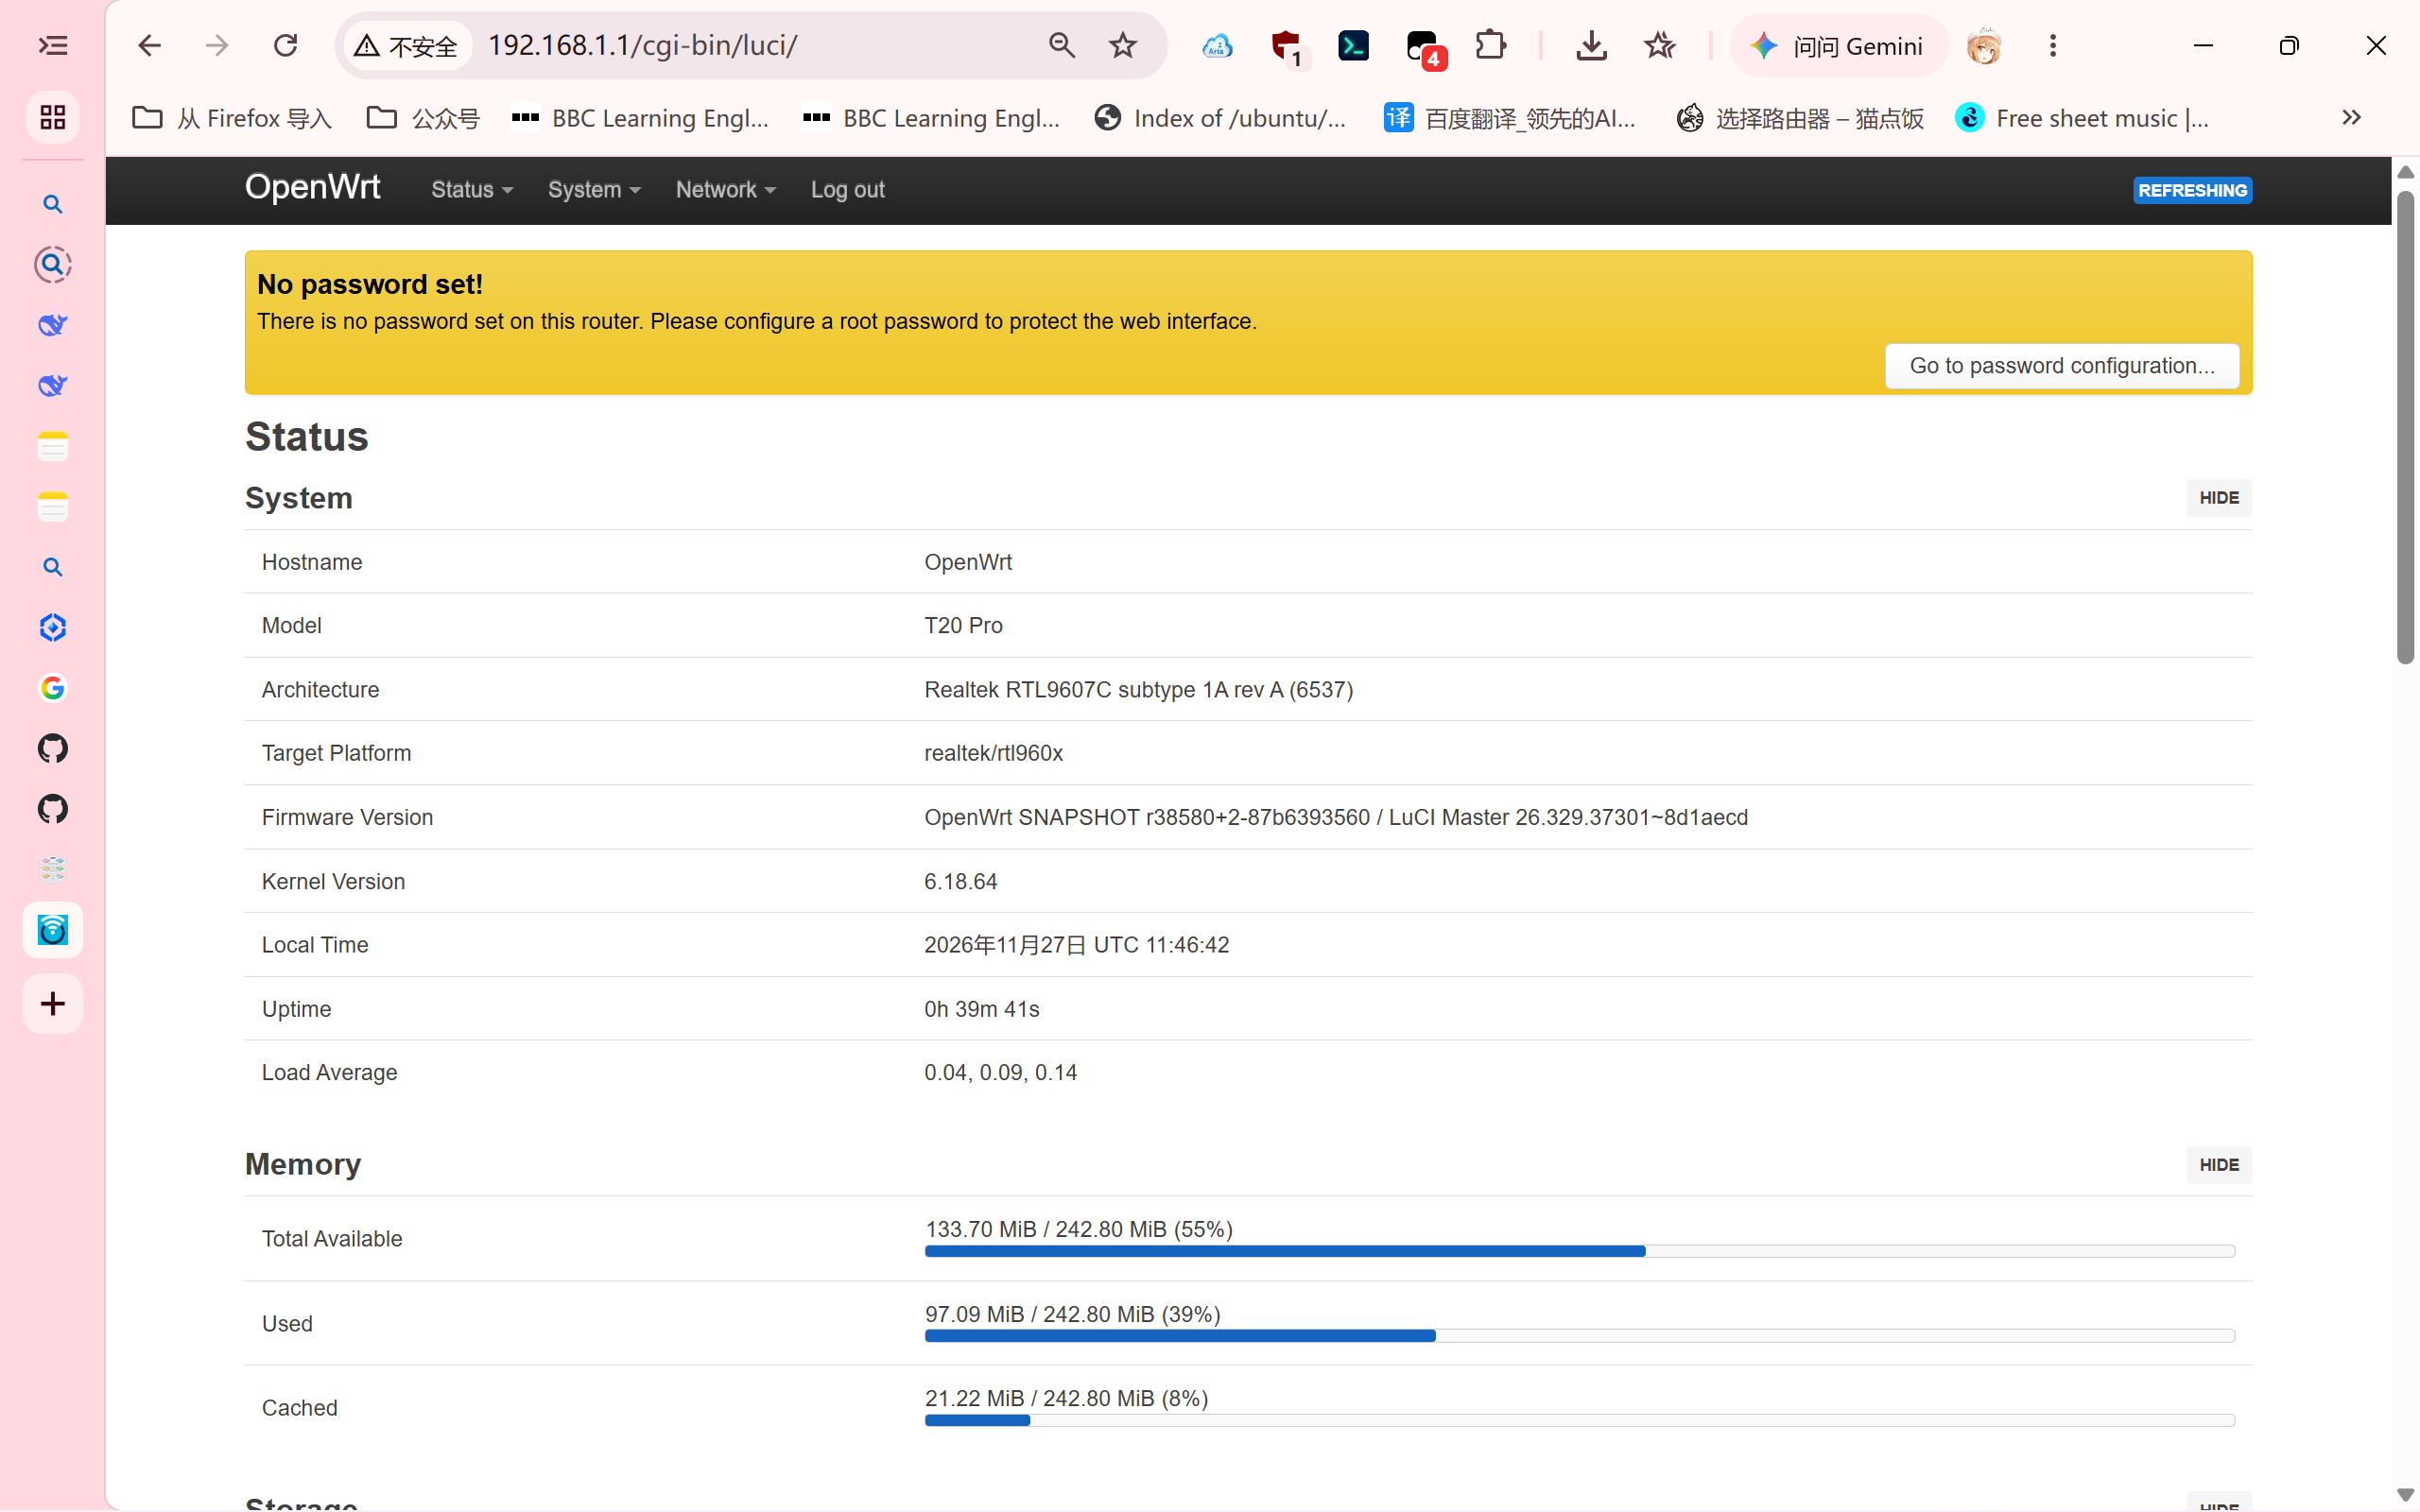 不安全 192.168.1.1/cgi-bin/luci/ Aria2 1 4 问问 Gemini
从 Firefox 导入 公众号 BBC Learning Engl... BBC Learning Engl... Index of /ubuntu/... 译 百度翻译_领先的AI... 选择路由器 – 猫点饭 Free sheet music |...
OpenWrt Status System Network Log out REFRESHING
No password set!
There is no password set on this router. Please configure a root password to protect the web interface.
Go to password configuration...
Status
System HIDE
Hostname OpenWrt
Model T20 Pro
Architecture Realtek RTL9607C subtype 1A rev A (6537)
Target Platform realtek/rtl960x
Firmware Version OpenWrt SNAPSHOT r38580+2-87b6393560 / LuCI Master 26.329.37301~8d1aecd
Kernel Version 6.18.64
Local Time 2026年11月27日 UTC 11:46:42
Uptime 0h 39m 41s
Load Average 0.04, 0.09, 0.14
Memory HIDE
Total Available 133.70 MiB / 242.80 MiB (55%)
Used 97.09 MiB / 242.80 MiB (39%)
Cached 21.22 MiB / 242.80 MiB (8%)
Storage HIDE